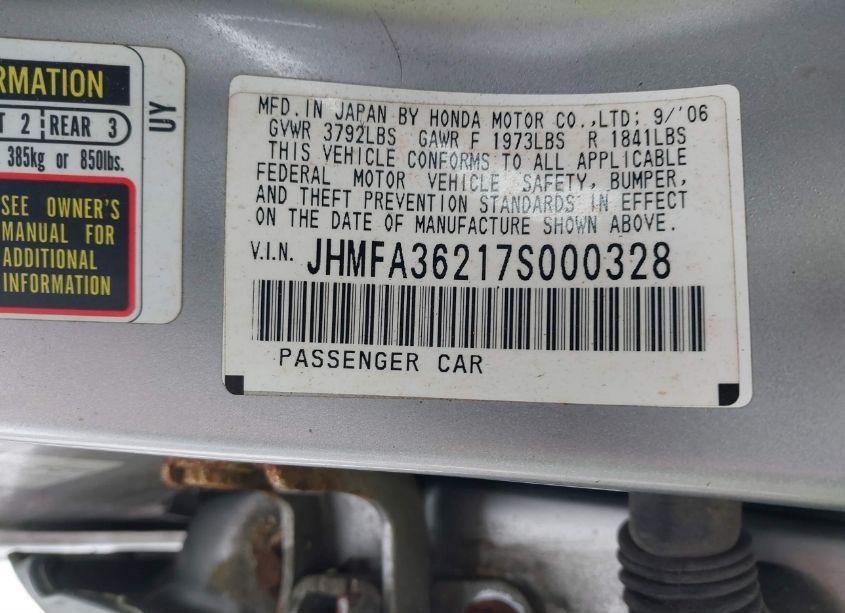 RMATION
T 2 REAR 3
385kg or 850lbs.
SEE OWNER'S
MANUAL FOR
ADDITIONAL
INFORMATION
UY
MFD. IN JAPAN BY HONDA MOTOR CO.,LTD; 9/'06
GVWR 3792LBS GAWR F 1973LBS R 1841LBS
THIS VEHICLE CONFORMS TO ALL APPLICABLE
FEDERAL MOTOR VEHICLE SAFETY, BUMPER,
AND THEFT PREVENTION STANDARDS IN EFFECT
ON THE DATE OF MANUFACTURE SHOWN ABOVE.
V.I.N. JHMFA36217S000328
PASSENGER CAR